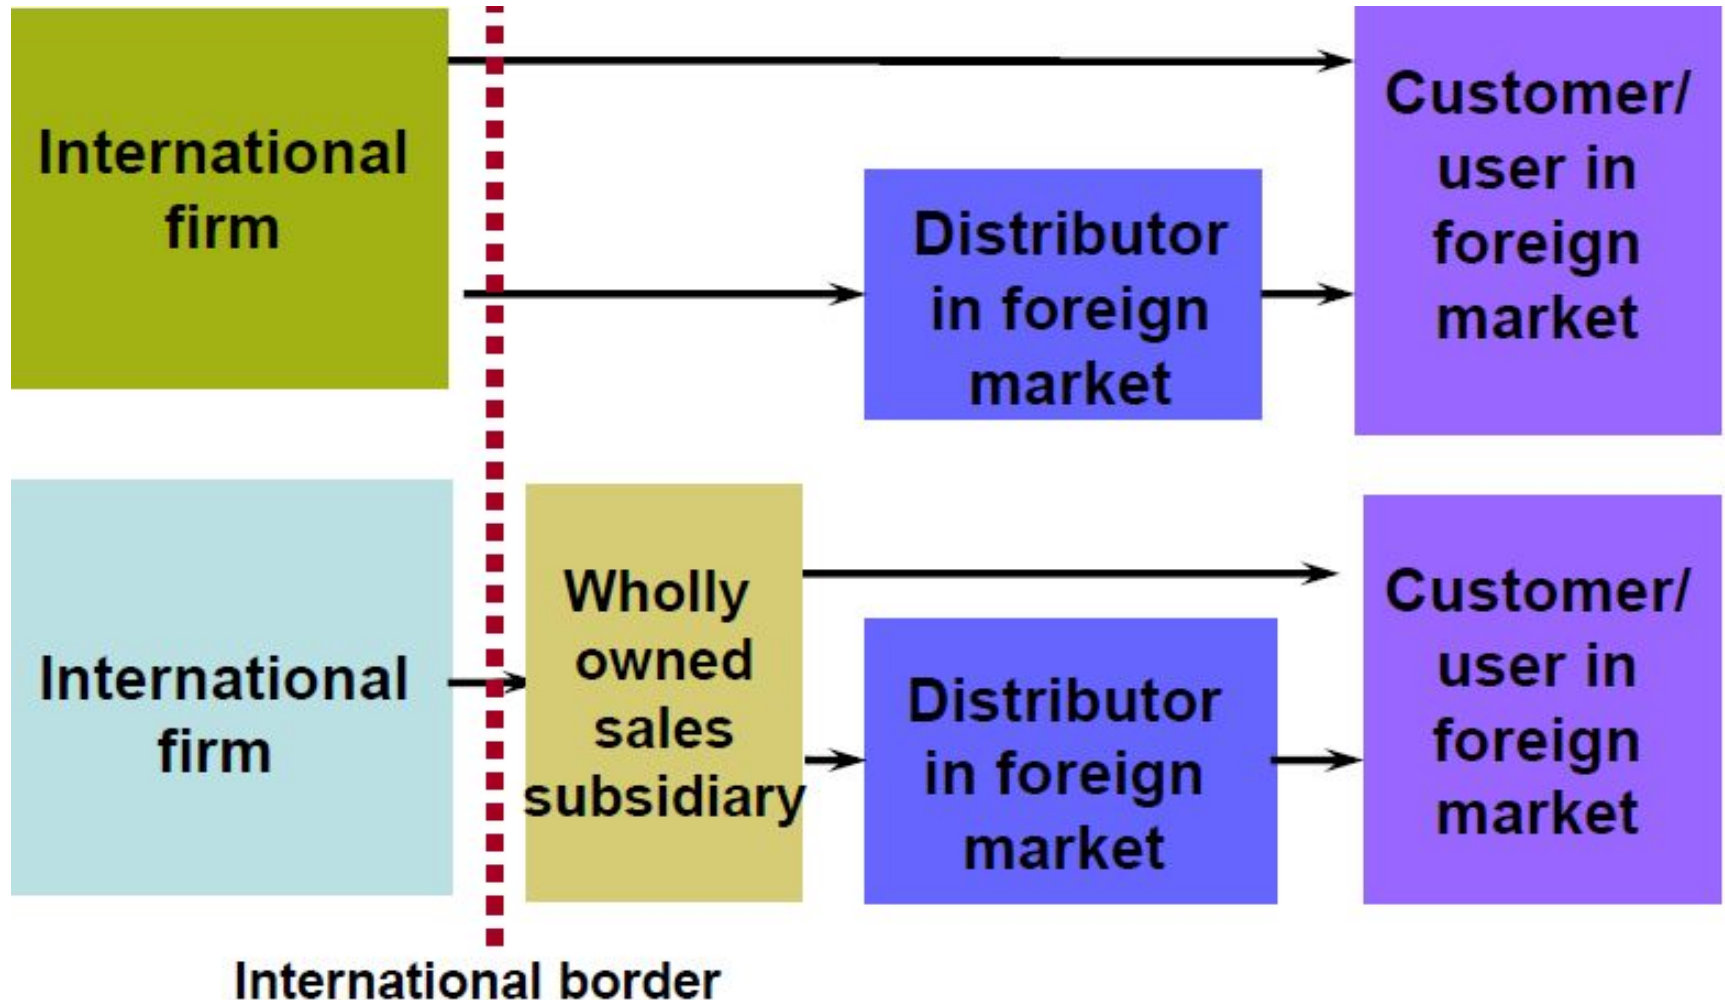 International
firm
Distributor
in foreign
market
Customer/
user in
foreign
market
International
firm
Wholly
owned
sales
subsidiary
Distributor
in foreign
market
Customer/
user in
foreign
market
International border